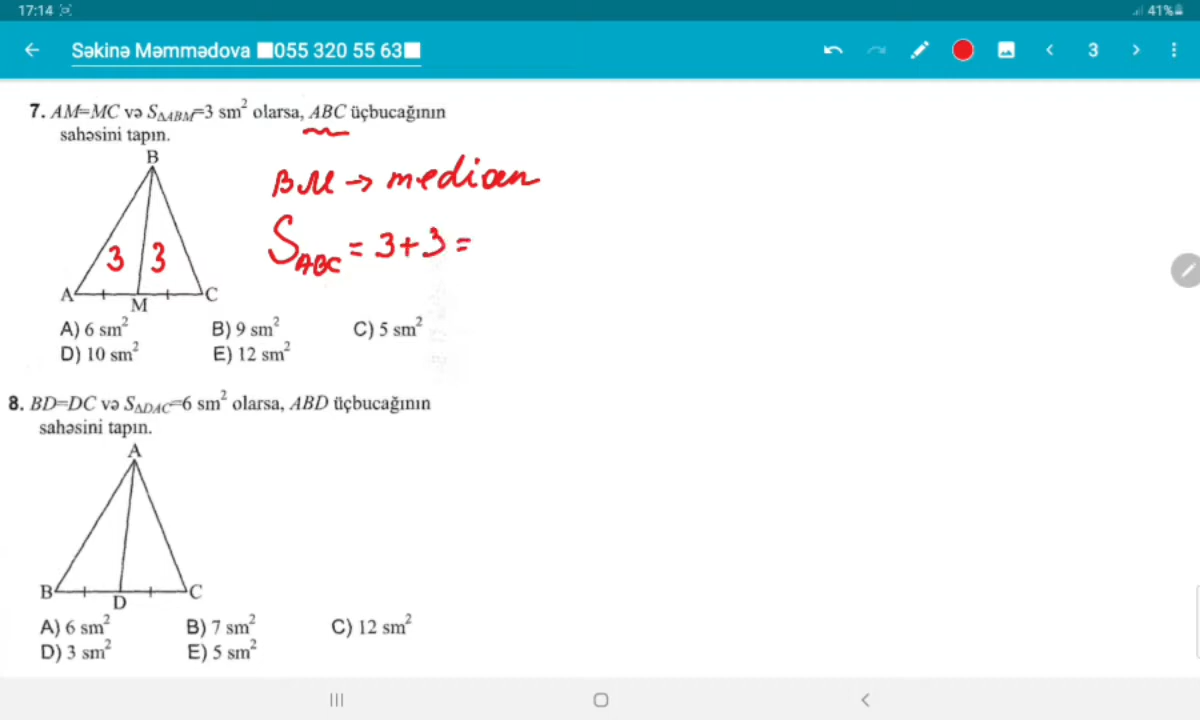 17:14
41%
Səkinə Məmmədova 055 320 55 63
3
7. AM=MC və SΔABM=3 sm² olarsa, ABC üçbucağının
sahəsini tapın.
B
3 3
A M C
BM → median
S ABC = 3+3=
A) 6 sm² B) 9 sm² C) 5 sm²
D) 10 sm² E) 12 sm²
8. BD=DC və SΔDAC=6 sm² olarsa, ABD üçbucağının
sahəsini tapın.
A
B D C
A) 6 sm² B) 7 sm² C) 12 sm²
D) 3 sm² E) 5 sm²